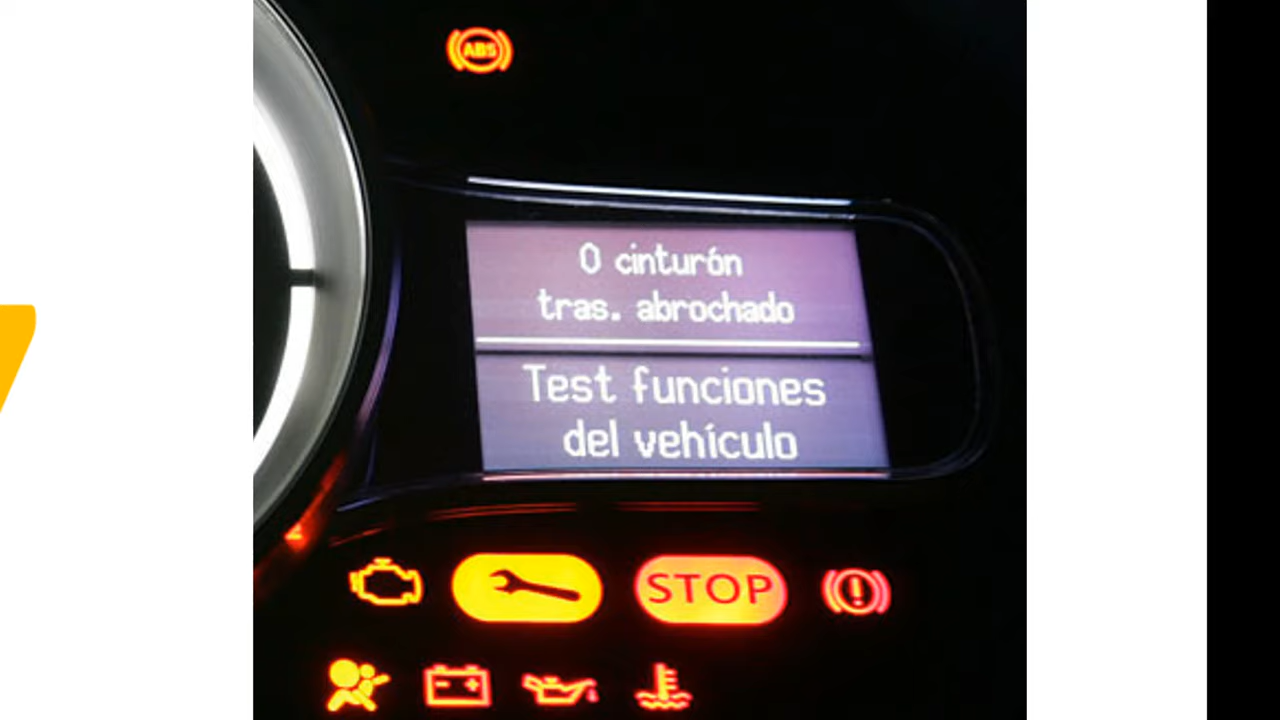 ABS
0 cinturón
tras. abrochado
Test funciones
del vehículo
STOP